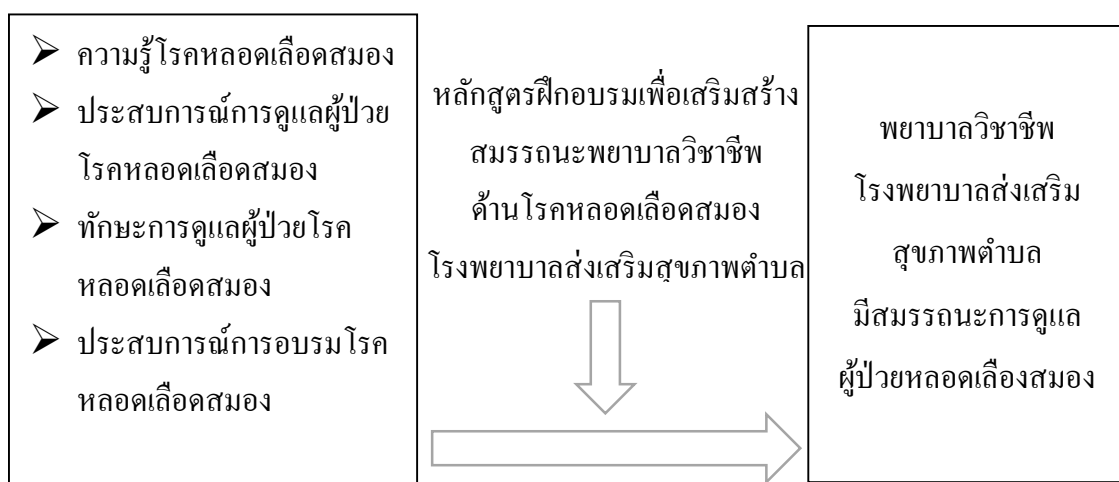 ➤ ความรู้โรคหลอดเลือดสมอง
➤ ประสบการณ์การดูแลผู้ป่วย
โรคหลอดเลือดสมอง
➤ ทักษะการดูแลผู้ป่วยโรค
หลอดเลือดสมอง
➤ ประสบการณ์การอบรมโรค
หลอดเลือดสมอง
หลักสูตรฝึกอบรมเพื่อเสริมสร้าง
สมรรถนะพยาบาลวิชาชีพ
ด้านโรคหลอดเลือดสมอง
โรงพยาบาลส่งเสริมสุขภาพตำบล
พยาบาลวิชาชีพ
โรงพยาบาลส่งเสริม
สุขภาพตำบล
มีสมรรถนะการดูแล
ผู้ป่วยหลอดเลืองสมอง